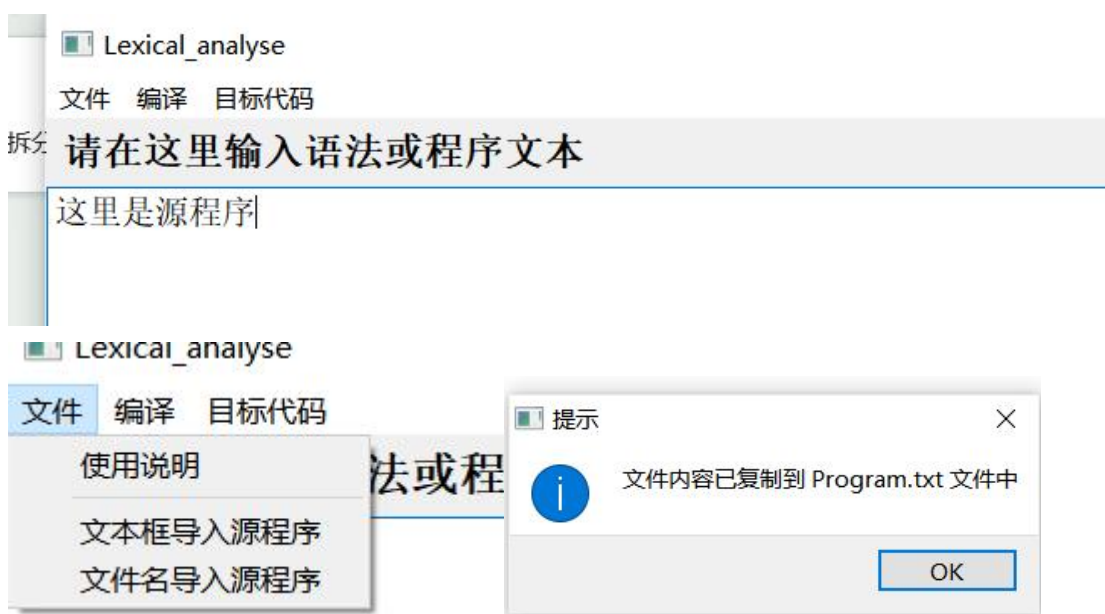 Lexical_analyse
文件 编译 目标代码
拆分
请在这里输入语法或程序文本
这里是源程序
Lexical_analyse
文件 编译 目标代码
使用说明
法或程
文本框导入源程序
文件名导入源程序
提示
文件内容已复制到 Program.txt 文件中
OK